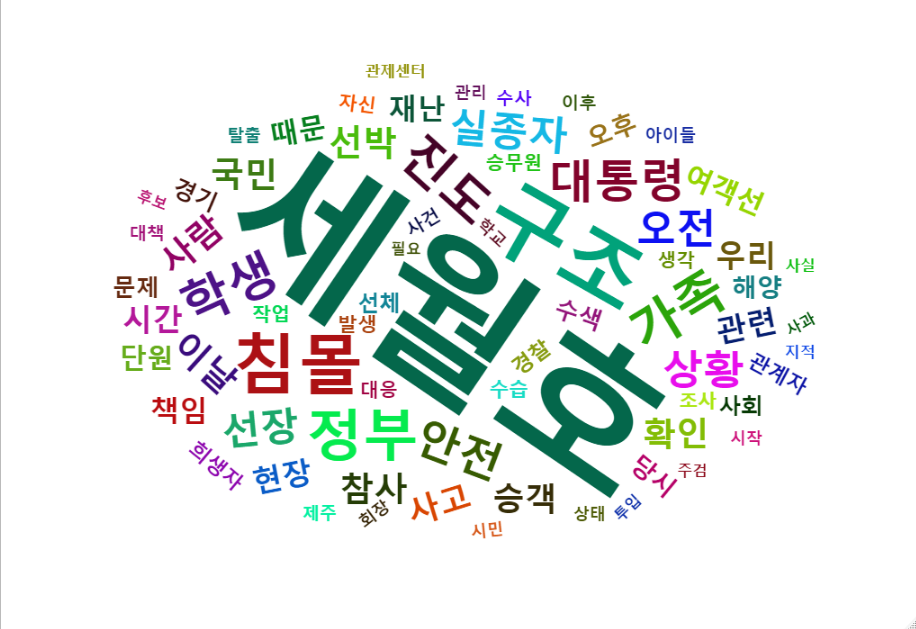 관제센터
관리
수사
이후
자신
재난
실종자
오후
아이들
탈출
때문
선박
진도
승무원
대통령
여객선
국민
경기
후보
대책
사람
사건
학교
필요
구조
오전
생각
우리
사실
세월호
학생
문제
시간
작업
선체
발생
수색
가족
해양
관련
사과
단원
이날
침몰
대응
경찰
수습
상황
관계자
지적
책임
선장
정부
안전
조사
사회
확인
시작
희생자
현장
참사
사고
승객
당시
주검
제주
회장
시민
상태
투입